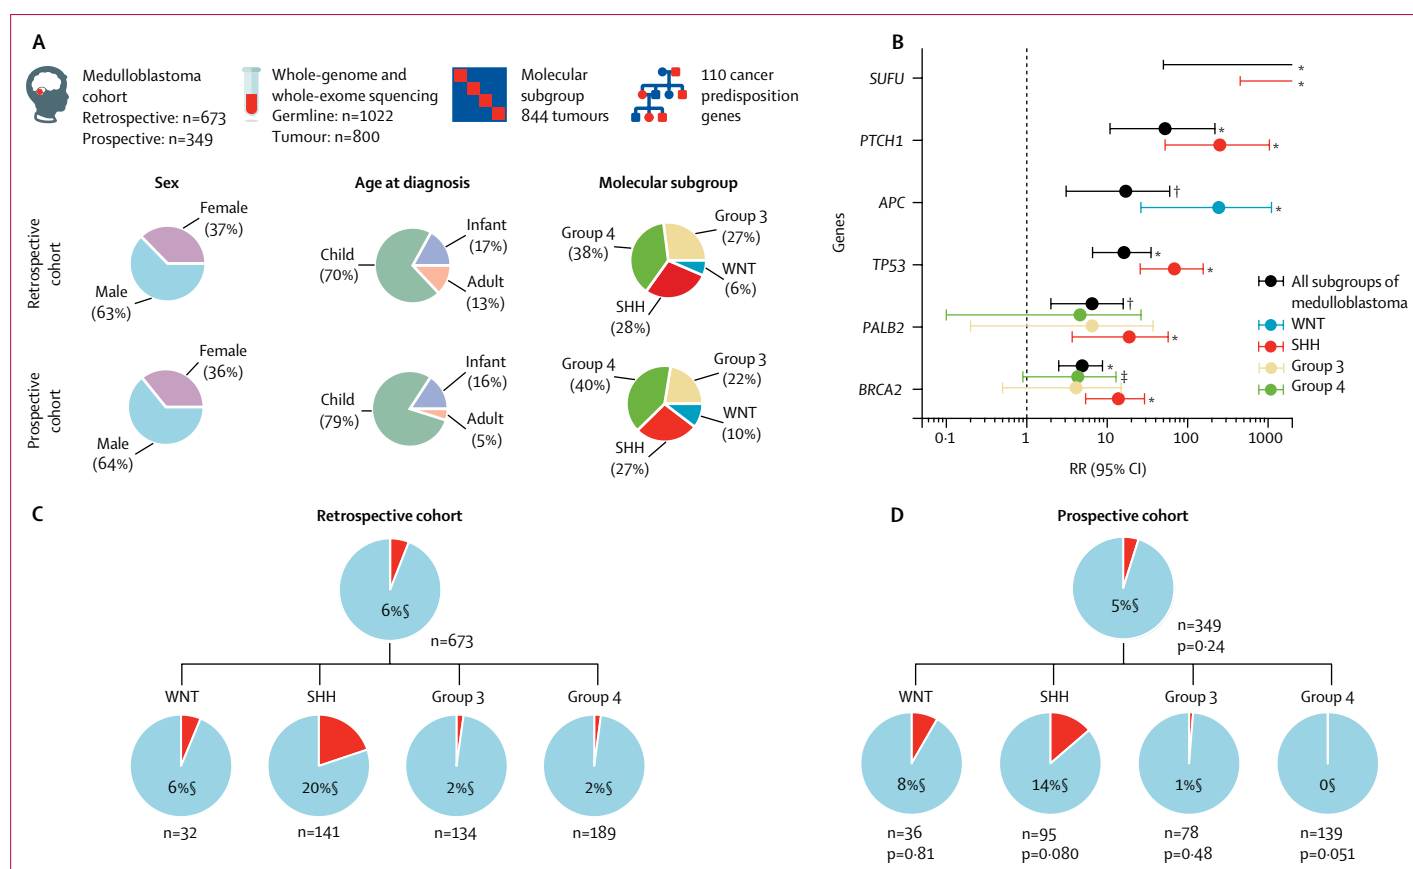 A
Medulloblastoma
cohort
Retrospective: n=673
Prospective: n=349
Whole-genome and
whole-exome squencing
Germline: n=1022
Tumour: n=800
Molecular
subgroup
844 tumours
110 cancer
predisposition
genes
Sex
Age at diagnosis
Molecular subgroup
Retrospective
cohort
Female
(37%)
Male
(63%)
Child
(70%)
Infant
(17%)
Adult
(13%)
Group 4
(38%)
Group 3
(27%)
WNT
(6%)
SHH
(28%)
Prospective
cohort
Female
(36%)
Male
(64%)
Child
(79%)
Infant
(16%)
Adult
(5%)
Group 4
(40%)
Group 3
(22%)
WNT
(10%)
SHH
(27%)
B
Genes
SUFU
*
*
PTCH1
*
*
APC
†
*
TP53
*
*
PALB2
†
*
BRCA2
*
‡
*
All subgroups of
medulloblastoma
WNT
SHH
Group 3
Group 4
0·1 1 10 100 1000
RR (95% CI)
C
Retrospective cohort
6%§
n=673
WNT SHH Group 3 Group 4
6%§ 20%§ 2%§ 2%§
n=32 n=141 n=134 n=189
D
Prospective cohort
5%§
n=349
p=0·24
WNT SHH Group 3 Group 4
8%§ 14%§ 1%§ 0§
n=36 n=95 n=78 n=139
p=0·81 p=0·080 p=0·48 p=0·051